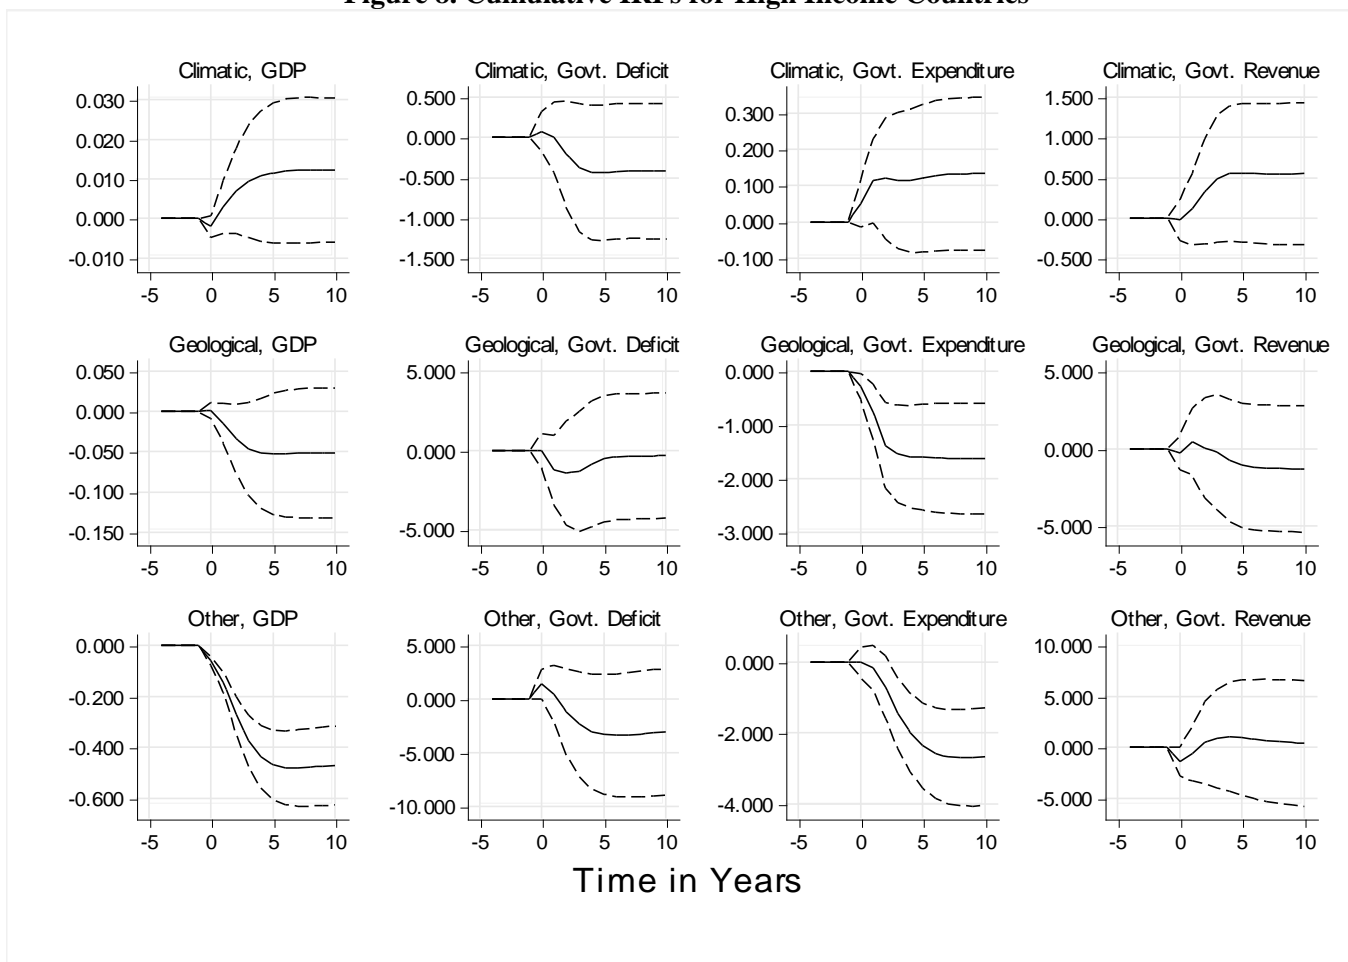 Figure Cumulative IRFs for High Income Countries
Climatic, GDP Climatic, Govt. Deficit Climatic, Govt. Expenditure Climatic, Govt. Revenue
0.030 0.500 0.300 1.500
0.020 0.000 0.200 1.000
0.010 -0.500 0.100 0.500
0.000 -1.000 0.000 0.000
-0.010 -1.500 -0.100 -0.500
-5 0 5 10 -5 0 5 10 -5 0 5 10 -5 0 5 10
Geological, GDP Geological, Govt. Deficit Geological, Govt. Expenditure Geological, Govt. Revenue
0.050 5.000 0.000 5.000
0.000 0.000 -1.000 0.000
-0.050 -5.000 -2.000 -5.000
-0.100 -3.000
-0.150
-5 0 5 10 -5 0 5 10 -5 0 5 10 -5 0 5 10
Other, GDP Other, Govt. Deficit Other, Govt. Expenditure Other, Govt. Revenue
0.000 5.000 0.000 10.000
-0.200 0.000 -2.000 5.000
-0.400 -5.000 -4.000 0.000
-0.600 -10.000 -5.000
-5 0 5 10 -5 0 5 10 -5 0 5 10 -5 0 5 10
Time in Years